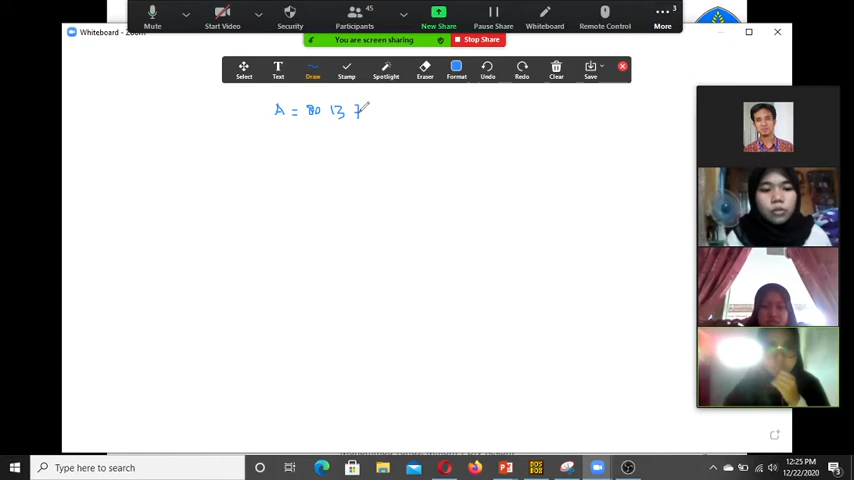 Whiteboard - Zoom
Mute
Start Video
Security
45
Participants
New Share
Pause Share
Whiteboard
Remote Control
3
More
You are screen sharing
Stop Share
Select
Text
Draw
Stamp
Spotlight
Eraser
Format
Undo
Redo
Clear
Save
A = 80 13 7
Type here to search
12:25 PM
12/22/2020
3